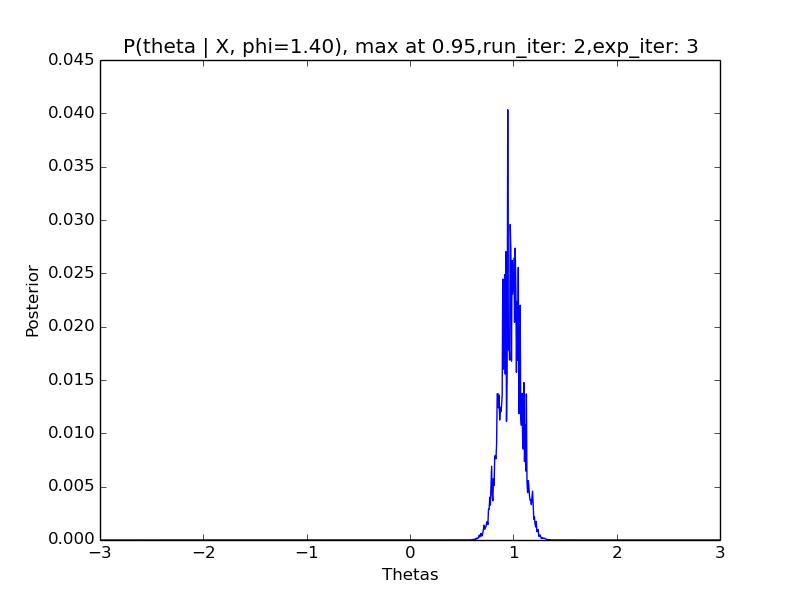 P(theta | X, phi=1.40), max at 0.95,run_iter: 2,exp_iter: 3
0.045
0.040
0.035
0.030
0.025
0.020
0.015
0.010
0.005
0.000
Posterior
−3 −2 −1 0 1 2 3
Thetas